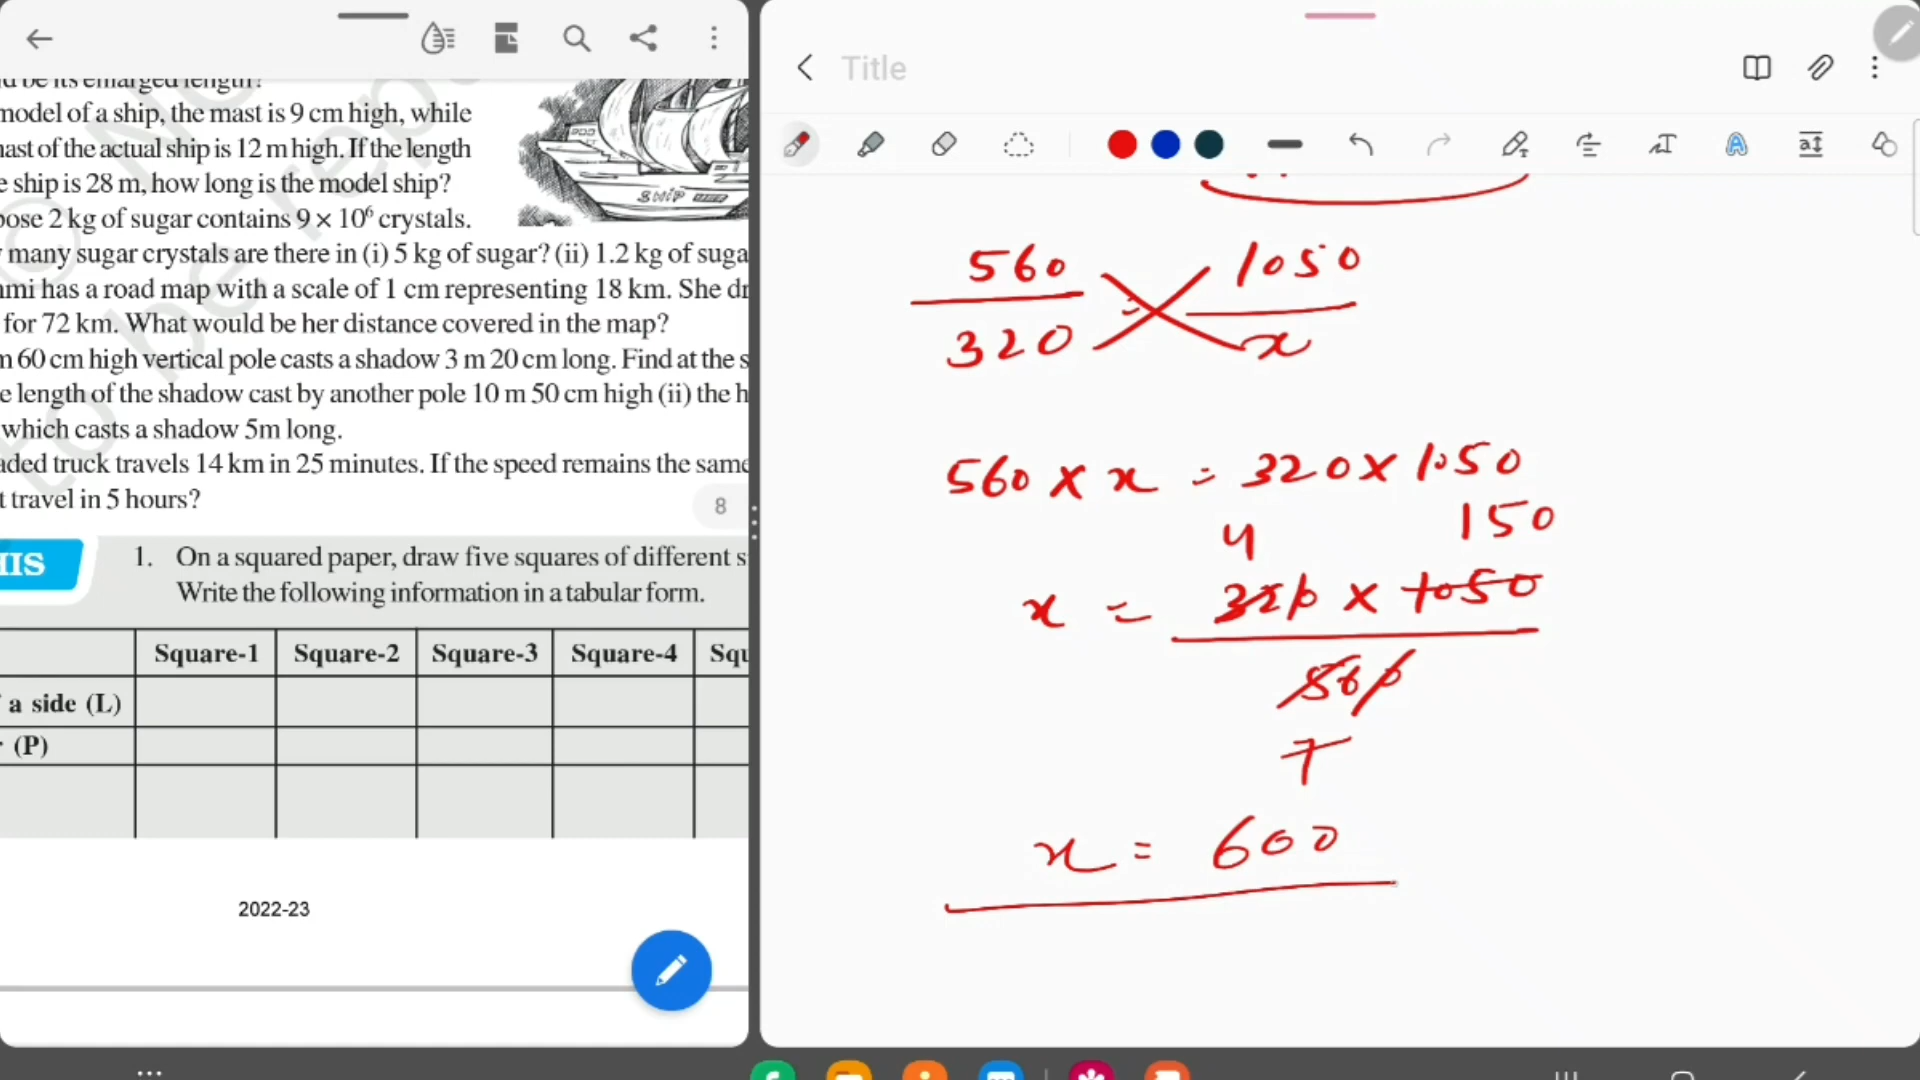 model of a ship, the mast is 9 cm high, while
mast of the actual ship is 12 m high. If the length
e ship is 28 m, how long is the model ship?
pose 2 kg of sugar contains 9 × 10⁶ crystals.
many sugar crystals are there in (i) 5 kg of sugar? (ii) 1.2 kg of suga
has a road map with a scale of 1 cm representing 18 km. She dr
for 72 km. What would be her distance covered in the map?
m 60 cm high vertical pole casts a shadow 3 m 20 cm long. Find at the s
e length of the shadow cast by another pole 10 m 50 cm high (ii) the h
which casts a shadow 5m long.
aded truck travels 14 km in 25 minutes. If the speed remains the same
t travel in 5 hours?
8
HIS
1. On a squared paper, draw five squares of different s
Write the following information in a tabular form.
Square-1 Square-2 Square-3 Square-4 Squ
a side (L)
(P)
2022-23
SHIP
Title
560 = 1050
320 x
560 × x = 320 × 1050
4 150
x = 320 × 1050
560
7
x = 600